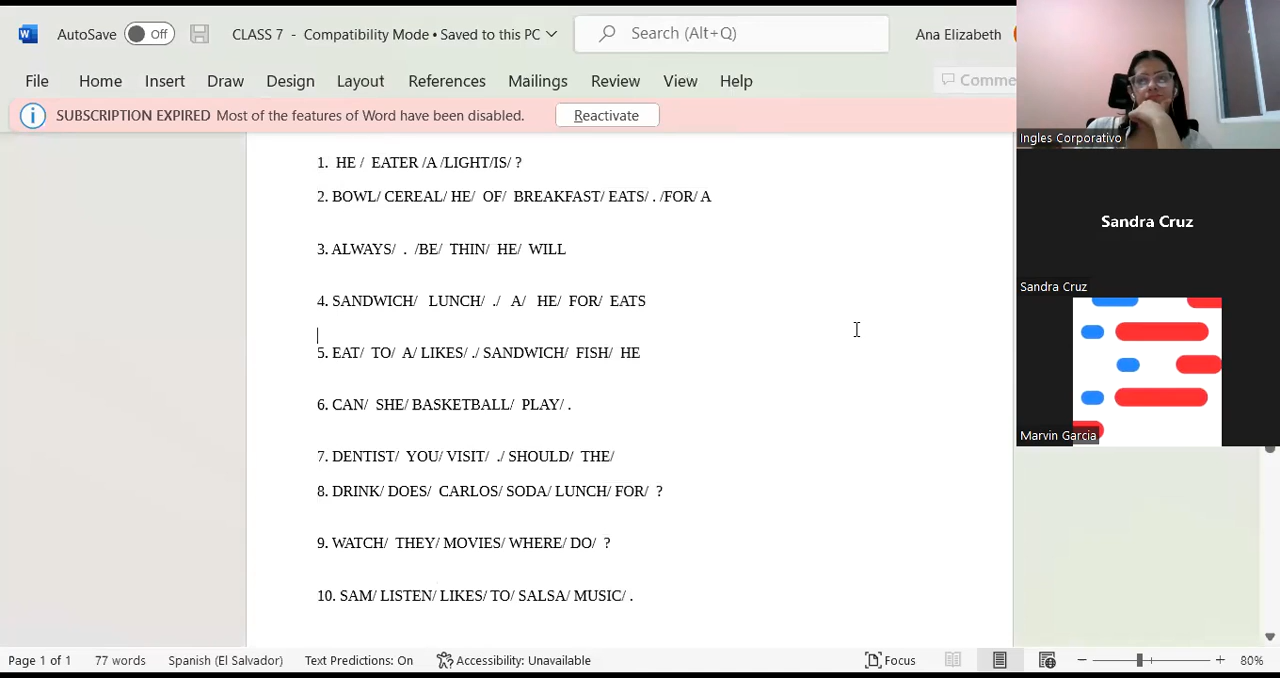 AutoSave Off CLASS 7 - Compatibility Mode • Saved to this PC Search (Alt+Q) Ana Elizabeth
File Home Insert Draw Design Layout References Mailings Review View Help Comme
SUBSCRIPTION EXPIRED Most of the features of Word have been disabled. Reactivate
Ingles Corporativo
1. HE / EATER /A /LIGHT/IS/ ?
2. BOWL/ CEREAL/ HE/ OF/ BREAKFAST/ EATS/ . /FOR/ A
Sandra Cruz
3. ALWAYS/ . /BE/ THIN/ HE/ WILL
Sandra Cruz
4. SANDWICH/ LUNCH/ ./ A/ HE/ FOR/ EATS
5. EAT/ TO/ A/ LIKES/ ./ SANDWICH/ FISH/ HE
6. CAN/ SHE/ BASKETBALL/ PLAY/ .
Marvin Garcia
7. DENTIST/ YOU/ VISIT/ ./ SHOULD/ THE/
8. DRINK/ DOES/ CARLOS/ SODA/ LUNCH/ FOR/ ?
9. WATCH/ THEY/ MOVIES/ WHERE/ DO/ ?
10. SAM/ LISTEN/ LIKES/ TO/ SALSA/ MUSIC/ .
Page 1 of 1 77 words Spanish (El Salvador) Text Predictions: On Accessibility: Unavailable Focus 80%